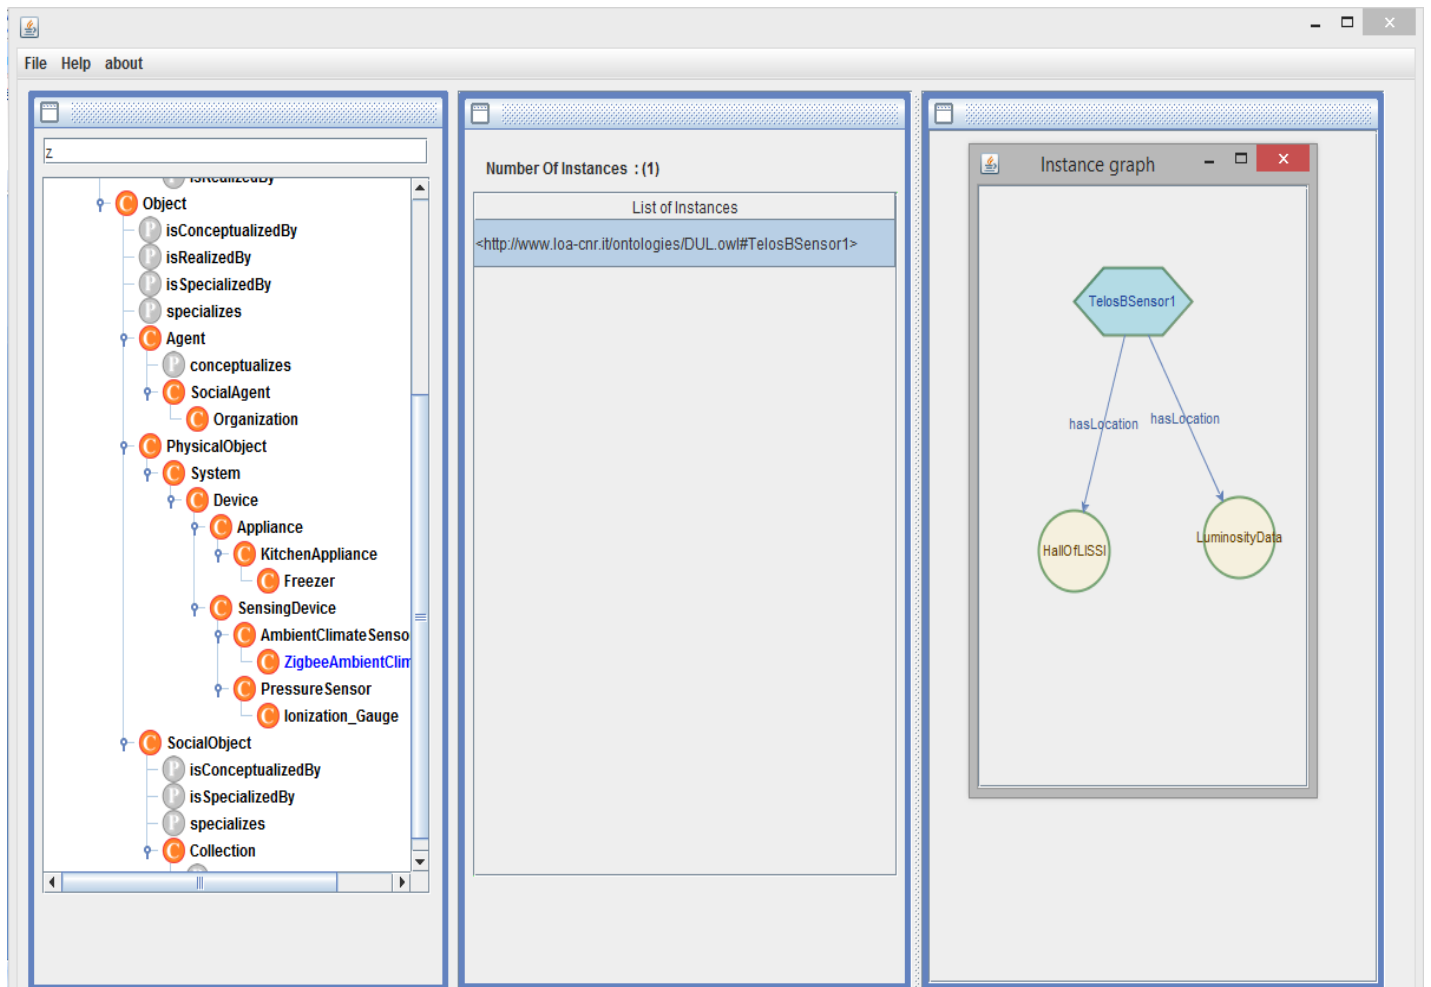 File Help about
z
isRealizedBy
Object
isConceptualizedBy
isRealizedBy
isSpecializedBy
specializes
Agent
conceptualizes
SocialAgent
Organization
PhysicalObject
System
Device
Appliance
KitchenAppliance
Freezer
SensingDevice
AmbientClimateSenso
ZigbeeAmbientClim
PressureSensor
Ionization_Gauge
SocialObject
isConceptualizedBy
isSpecializedBy
specializes
Collection
Number Of Instances : (1)
List of Instances
<http://www.loa-cnr.it/ontologies/DUL.owl#TelosBSensor1>
Instance graph
TelosBSensor1
hasLocation hasLocation
HallOfLISSI LuminosityData